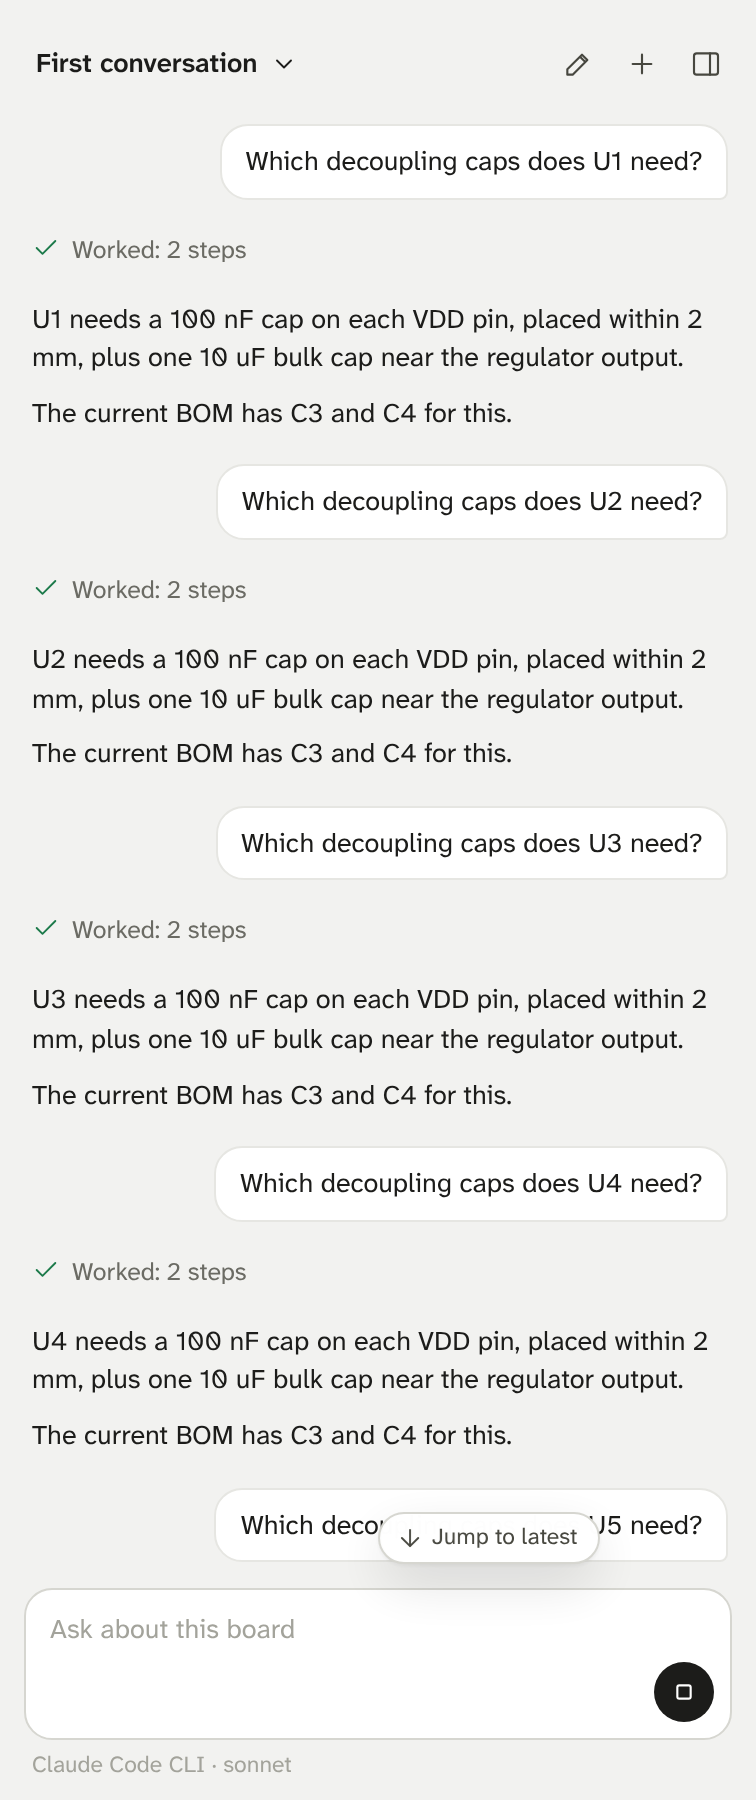 First conversation
Which decoupling caps does U1 need?
Worked: 2 steps
U1 needs a 100 nF cap on each VDD pin, placed within 2
mm, plus one 10 uF bulk cap near the regulator output.
The current BOM has C3 and C4 for this.
Which decoupling caps does U2 need?
Worked: 2 steps
U2 needs a 100 nF cap on each VDD pin, placed within 2
mm, plus one 10 uF bulk cap near the regulator output.
The current BOM has C3 and C4 for this.
Which decoupling caps does U3 need?
Worked: 2 steps
U3 needs a 100 nF cap on each VDD pin, placed within 2
mm, plus one 10 uF bulk cap near the regulator output.
The current BOM has C3 and C4 for this.
Which decoupling caps does U4 need?
Worked: 2 steps
U4 needs a 100 nF cap on each VDD pin, placed within 2
mm, plus one 10 uF bulk cap near the regulator output.
The current BOM has C3 and C4 for this.
Which U5 need?
Jump to latest
Ask about this board
Claude Code CLI · sonnet